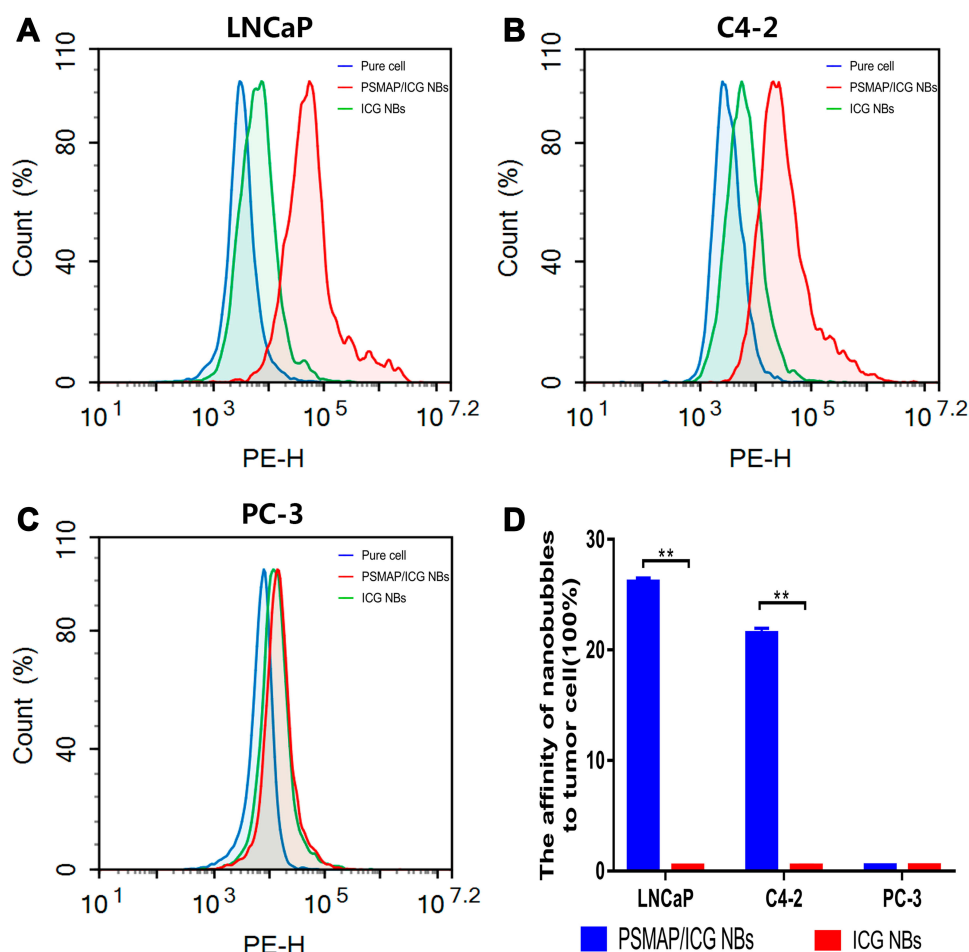 A
LNCaP
110
80
40
0
Count (%)
Pure cell
PSMAP/ICG NBs
ICG NBs
10^1 10^3 10^5 10^7.2
PE-H
B
C4-2
110
80
40
0
Count (%)
Pure cell
PSMAP/ICG NBs
ICG NBs
10^1 10^3 10^5 10^7.2
PE-H
C
PC-3
110
80
40
0
Count (%)
Pure cell
PSMAP/ICG NBs
ICG NBs
10^1 10^3 10^5 10^7.2
PE-H
D
The affinity of nanobubbles
to tumor cell(100%)
30
20
10
0
**
**
LNCaP C4-2 PC-3
PSMAP/ICG NBs ICG NBs